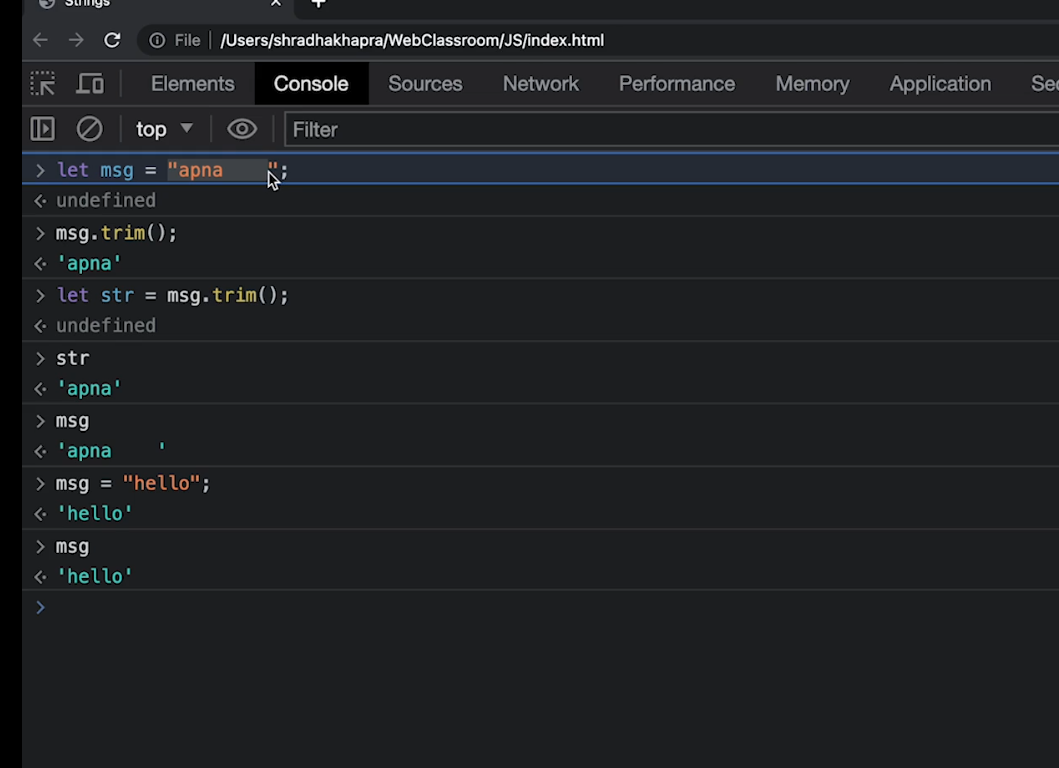 Strings
File /Users/shradhakhapra/WebClassroom/JS/index.html
Elements Console Sources Network Performance Memory Application
top Filter
> let msg = "apna    ";
undefined
> msg.trim();
'apna'
> let str = msg.trim();
undefined
> str
'apna'
> msg
'apna    '
> msg = "hello";
'hello'
> msg
'hello'
>